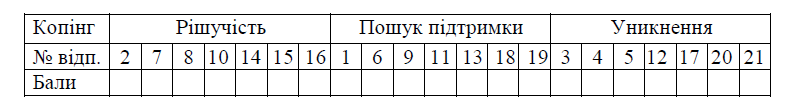 Копінг Рішучість Пошук підтримки Уникнення
№ відп. 2 7 8 10 14 15 16 1 6 9 11 13 18 19 3 4 5 12 17 20 21
Бали